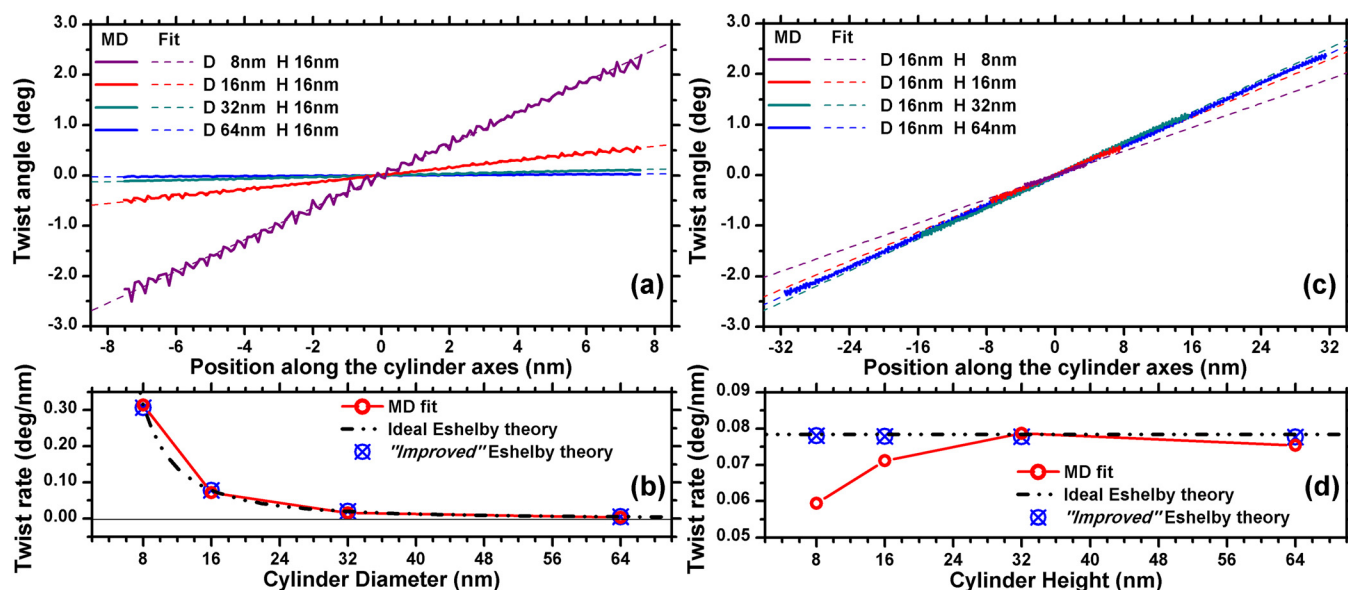 3.0
2.0
1.0
0.0
-1.0
-2.0
-3.0
Twist angle (deg)
MD Fit
D 8nm H 16nm
D 16nm H 16nm
D 32nm H 16nm
D 64nm H 16nm
(a)
-8 -6 -4 -2 0 2 4 6 8
Position along the cylinder axes (nm)
0.30
0.20
0.10
0.00
Twist rate (deg/nm)
MD fit
Ideal Eshelby theory
"Improved" Eshelby theory
(b)
8 16 24 32 40 48 56 64
Cylinder Diameter (nm)
3.0
2.0
1.0
0.0
-1.0
-2.0
-3.0
Twist angle (deg)
MD Fit
D 16nm H 8nm
D 16nm H 16nm
D 16nm H 32nm
D 16nm H 64nm
(c)
-32 -24 -16 -8 0 8 16 24 32
Position along the cylinder axes (nm)
0.09
0.08
0.07
0.06
0.05
Twist rate (deg/nm)
MD fit
Ideal Eshelby theory
"Improved" Eshelby theory
(d)
8 16 24 32 40 48 56 64
Cylinder Height (nm)